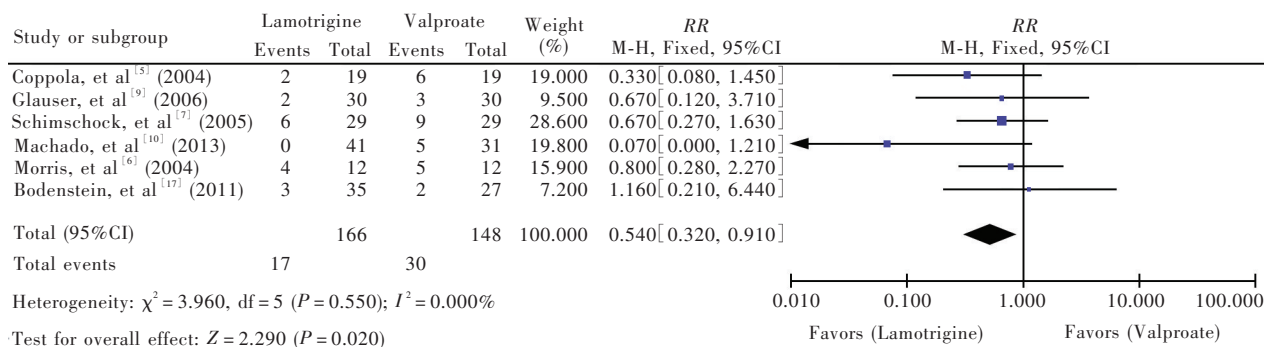 Study or subgroup Lamotrigine Valproate Weight RR RR
Events Total Events Total (%) M-H, Fixed, 95%CI M-H, Fixed, 95%CI
Coppola, et al[5] (2004) 2 19 6 19 19.000 0.330[0.080, 1.450]
Glauser, et al[9] (2006) 2 30 3 30 9.500 0.670[0.120, 3.710]
Schimschock, et al[7] (2005) 6 29 9 29 28.600 0.670[0.270, 1.630]
Machado, et al[10] (2013) 0 41 5 31 19.800 0.070[0.000, 1.210]
Morris, et al[6] (2004) 4 12 5 12 15.900 0.800[0.280, 2.270]
Bodenstein, et al[17] (2011) 3 35 2 27 7.200 1.160[0.210, 6.440]
Total (95%CI) 166 148 100.000 0.540[0.320, 0.910]
Total events 17 30
Heterogeneity: χ²=3.960, df=5 (P=0.550); I²=0.000%
Test for overall effect: Z=2.290 (P=0.020)
0.010 0.100 1.000 10.000 100.000
Favors (Lamotrigine) Favors (Valproate)